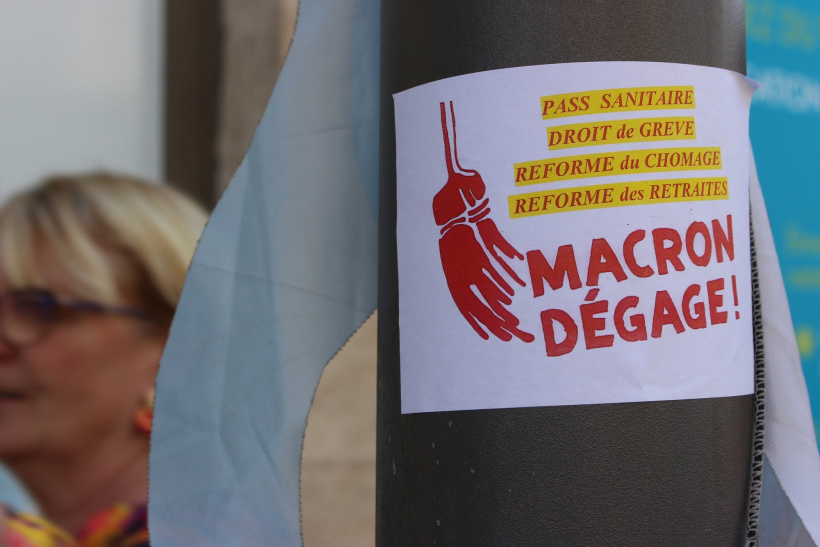 PASS SANITAIRE
DROIT de GREVE
REFORME du CHOMAGE
REFORME des RETRAITES
MACRON
DÉGAGE!